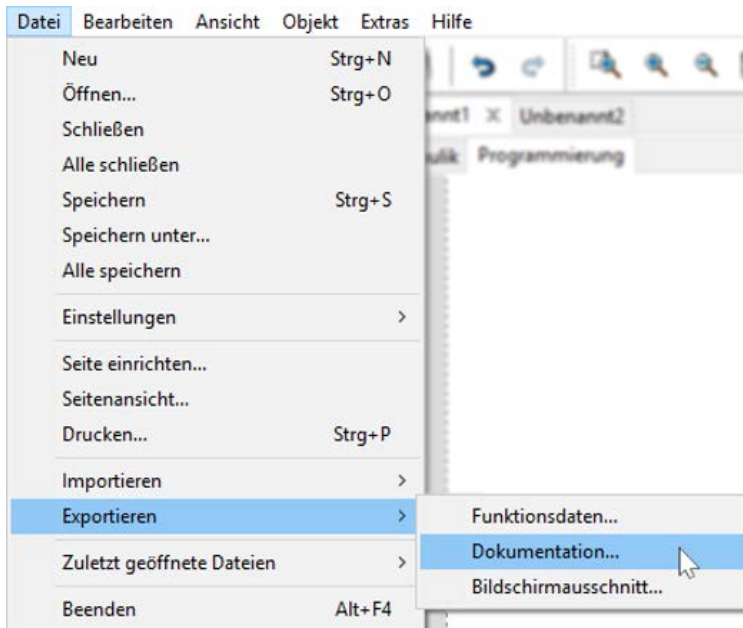 Datei Bearbeiten Ansicht Objekt Extras Hilfe
Neu Strg+N
Öffnen... Strg+O
Schließen
Alle schließen
Speichern Strg+S
Speichern unter...
Alle speichern
Einstellungen
Seite einrichten...
Seitenansicht...
Drucken... Strg+P
Importieren
Exportieren
Zuletzt geöffnete Dateien
Beenden Alt+F4
annt1 Unbenannt2
ulik Programmierung
Funktionsdaten...
Dokumentation...
Bildschirmausschnitt...